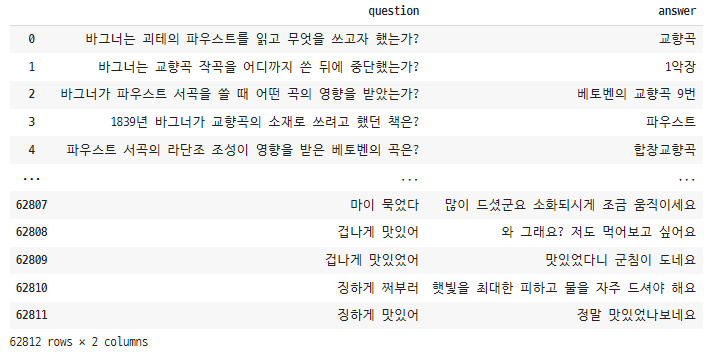 question answer
0 바그너는 괴테의 파우스트를 읽고 무엇을 쓰고자 했는가? 교향곡
1 바그너는 교향곡 작곡을 어디까지 쓴 뒤에 중단했는가? 1악장
2 바그너가 파우스트 서곡을 쓸 때 어떤 곡의 영향을 받았는가? 베토벤의 교향곡 9번
3 1839년 바그너가 교향곡의 소재로 쓰려고 했던 책은? 파우스트
4 파우스트 서곡의 라단조 조성이 영향을 받은 베토벤의 곡은? 합창교향곡
... ... ...
62807 마이 묵었다 많이 드셨군요 소화되시게 조금 움직이세요
62808 겁나게 맛있어 와 그래요? 저도 먹어보고 싶어요
62809 겁나게 맛있었어 맛있었다니 군침이 도네요
62810 징하게 쩌부러 햇빛을 최대한 피하고 물을 자주 드셔야 해요
62811 징하게 맛있어 정말 맛있었나보네요
62812 rows × 2 columns